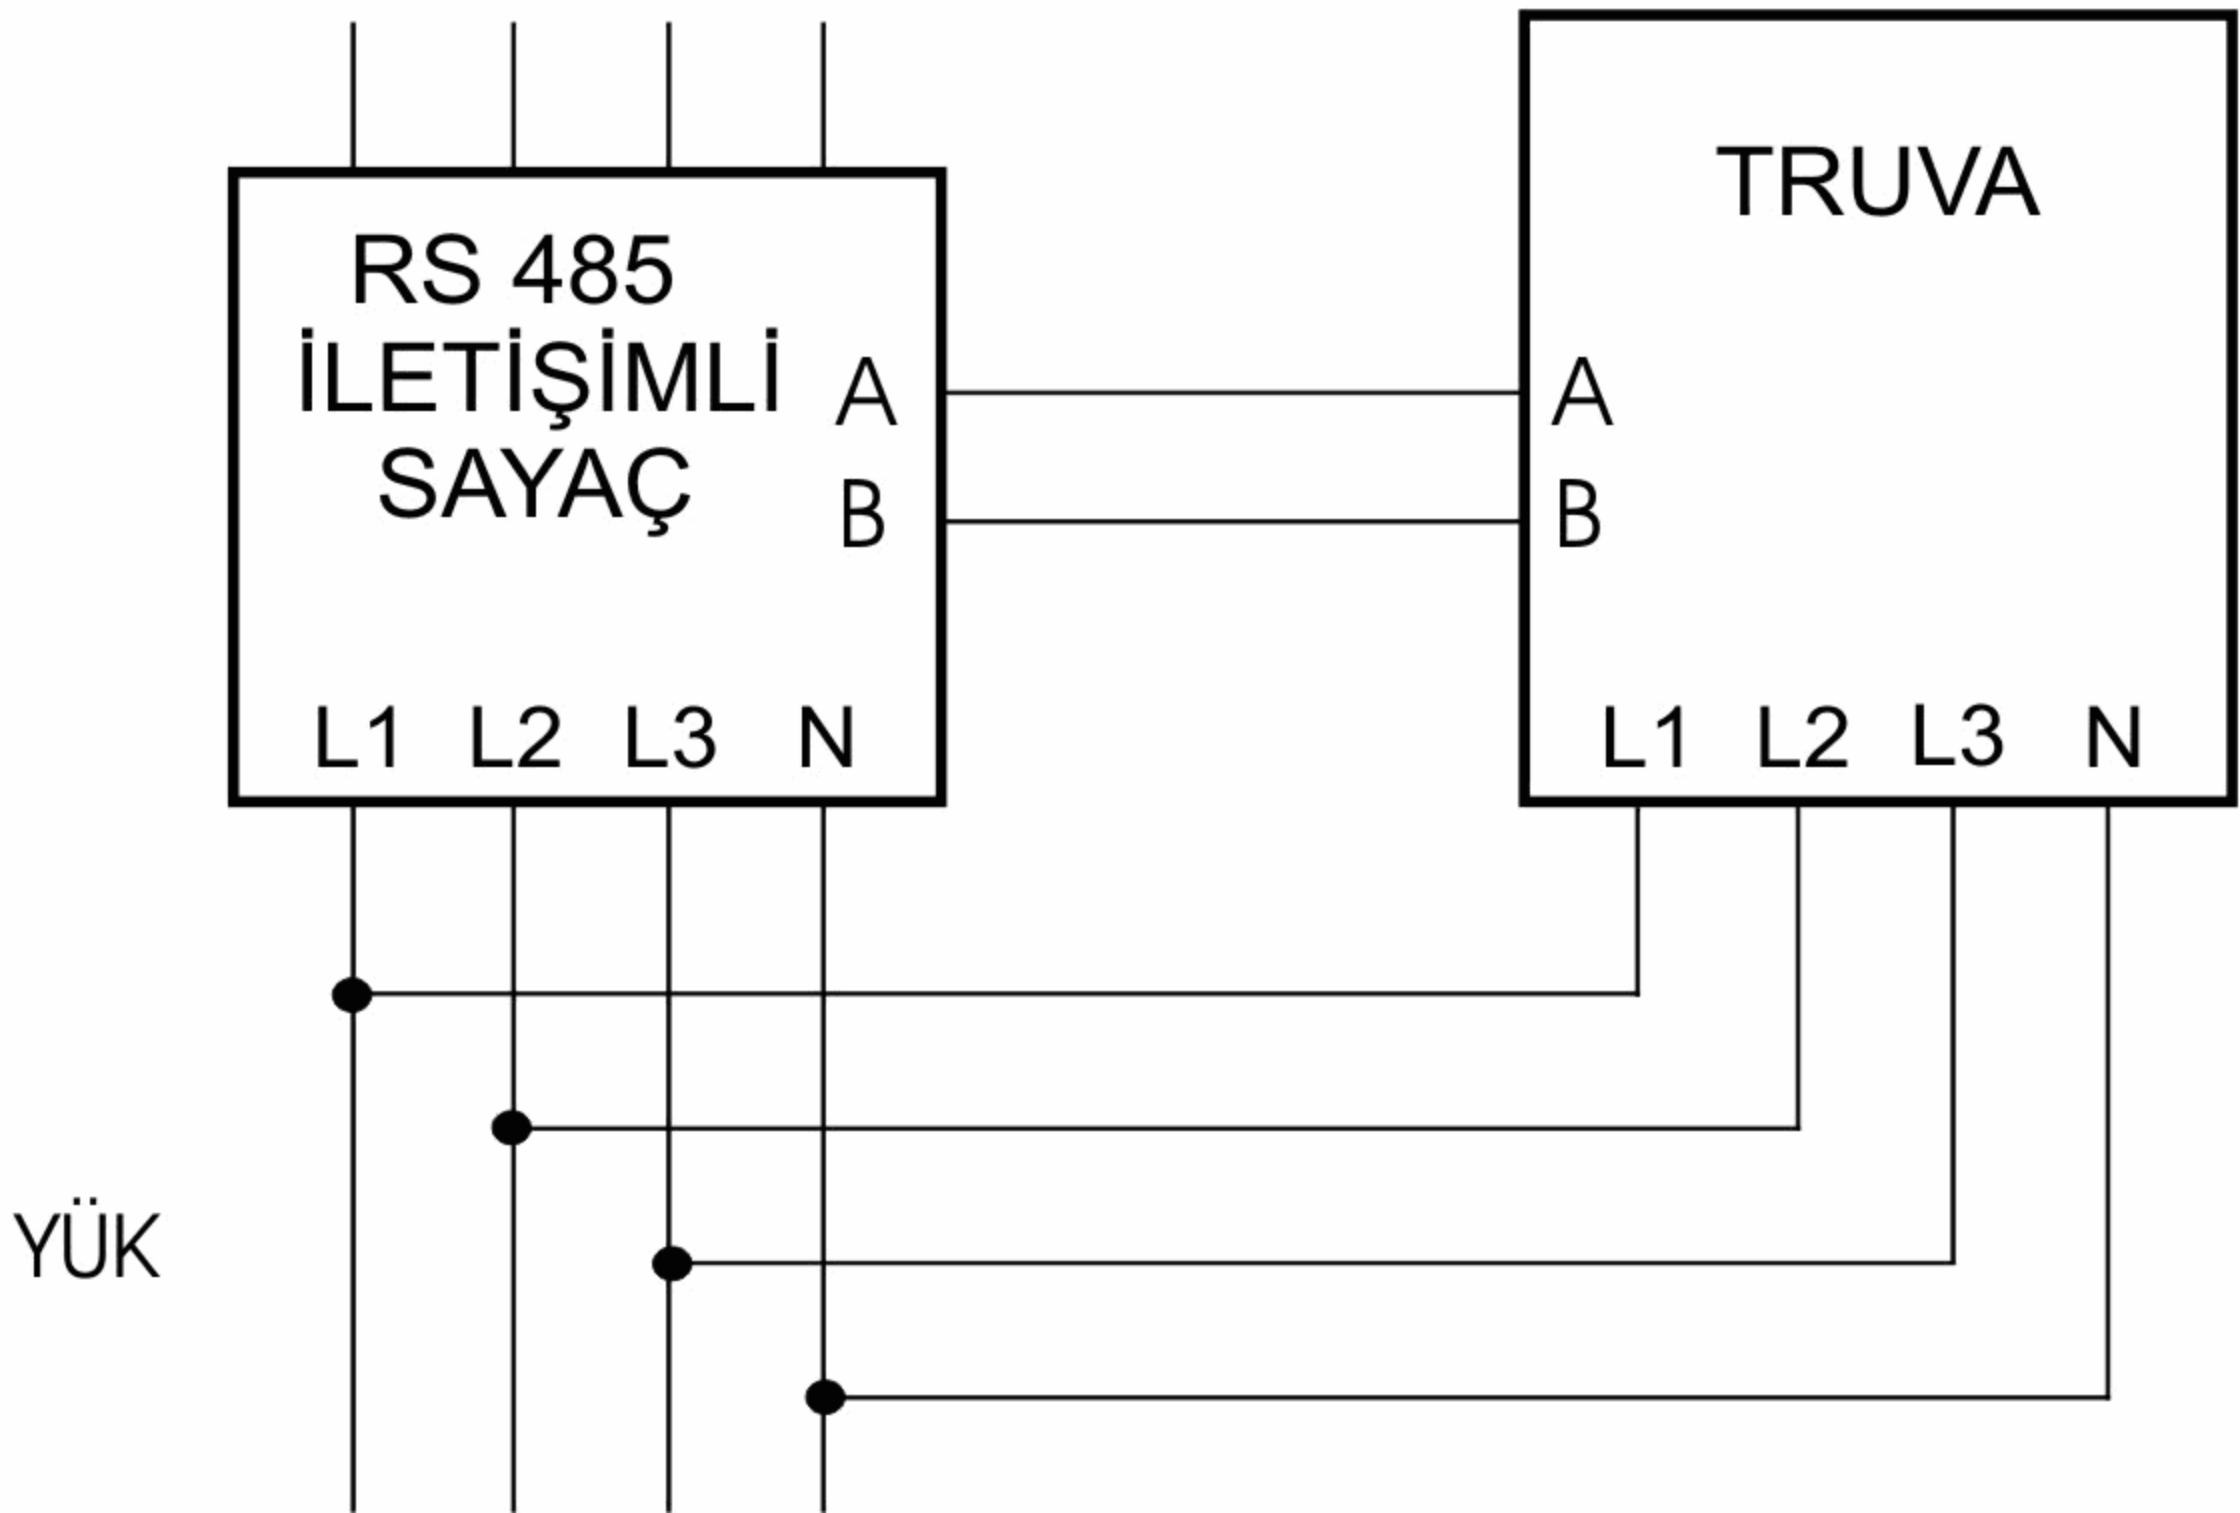 RS 485
İLETİŞİMLİ
SAYAÇ
A
B
L1 L2 L3 N
TRUVA
A
B
L1 L2 L3 N
YÜK